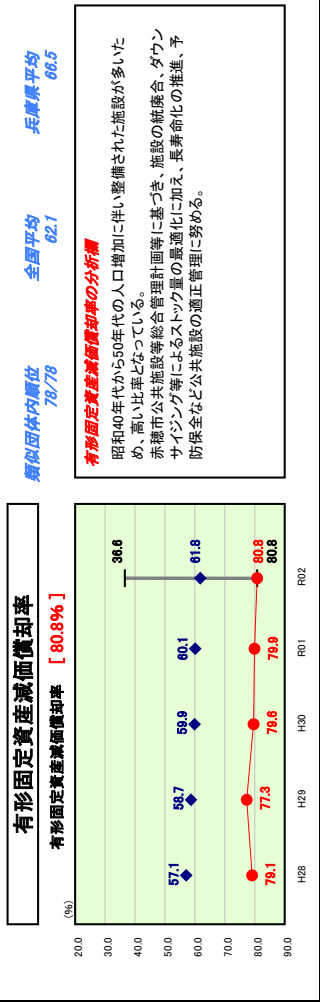 有形固定資産減価償却率
有形固定資産減価償却率 [ 80.8% ]
(%)
20.0
30.0
40.0
50.0
60.0
70.0
80.0
90.0
57.1
58.7
59.9
60.1
61.8
36.6
79.1
77.3
79.6
79.9
80.8
80.8
H28
H29
H30
R01
R02
類似団体内順位
78/78
全国平均
62.1
兵庫県平均
66.5
有形固定資産減価償却率の分析欄
昭和40年代から50年代の人口増加に伴い整備された施設が多いた
め、高い比率となっている。
赤穂市公共施設等総合管理計画等に基づき、施設の統廃合、ダウン
サイジング等によるストック量の最適化に加え、長寿命化の推進、予
防保全など公共施設の適正管理に努める。